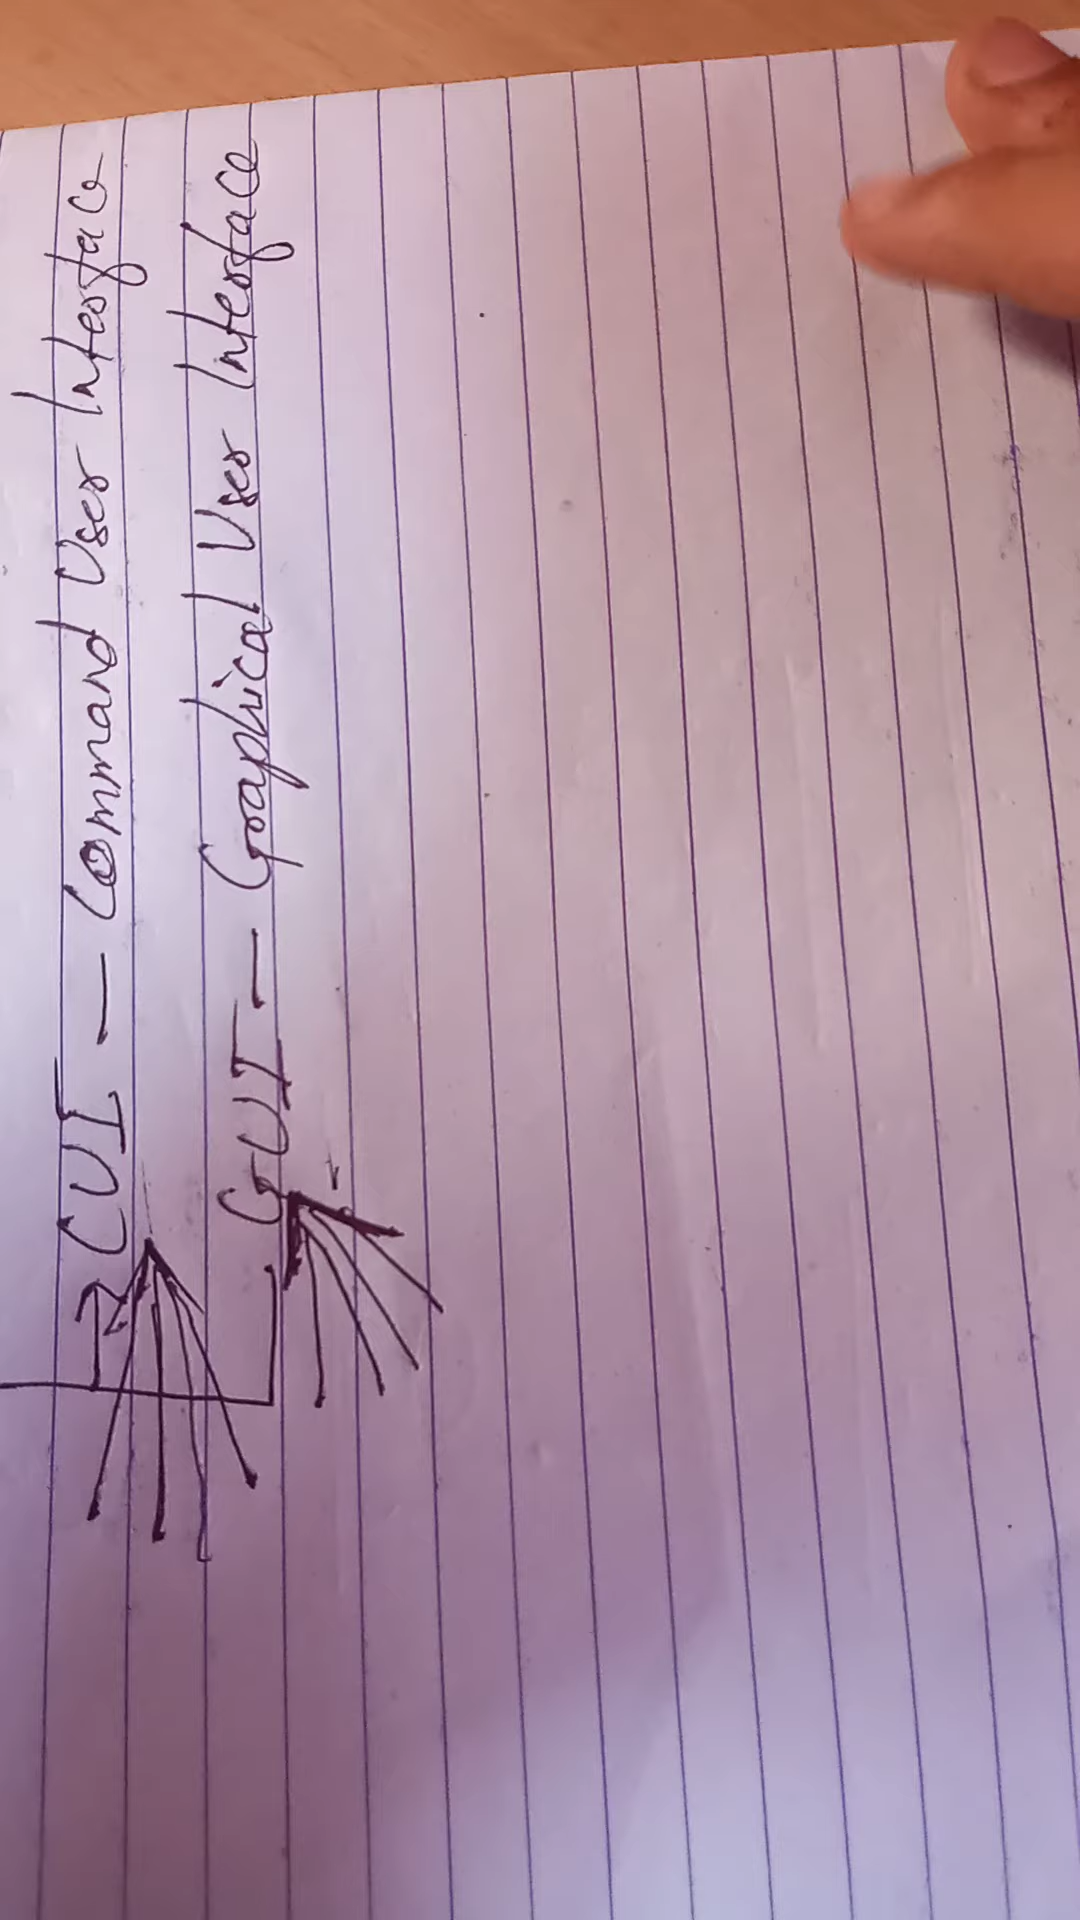 CUI - Command User Interface
GUI - Graphical User Interface